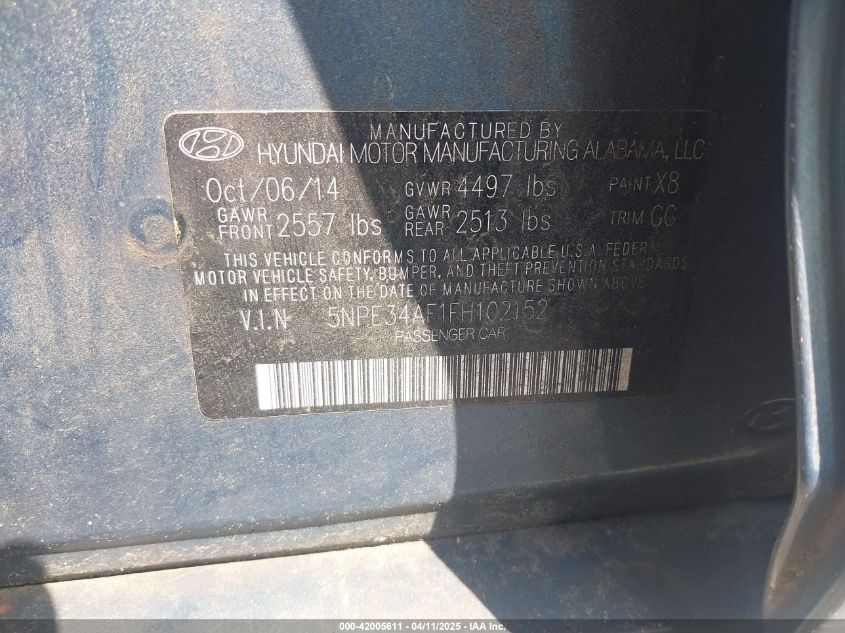 MANUFACTURED BY
HYUNDAI MOTOR MANUFACTURING ALABAMA, LLC
Oct/06/14 GVWR 4497 lbs PAINT X8
GAWR FRONT 2557 lbs GAWR REAR 2513 lbs TRIM GG
THIS VEHICLE CONFORMS TO ALL APPLICABLE U.S.A. FEDERAL
MOTOR VEHICLE SAFETY, BUMPER, AND THEFT PREVENTION STANDARDS
IN EFFECT ON THE DATE OF MANUFACTURE SHOWN ABOVE.
V.I.N 5NPE34AF1FH102152
PASSENGER CAR
000-42005611 - 04/11/2025 - IAA Inc.